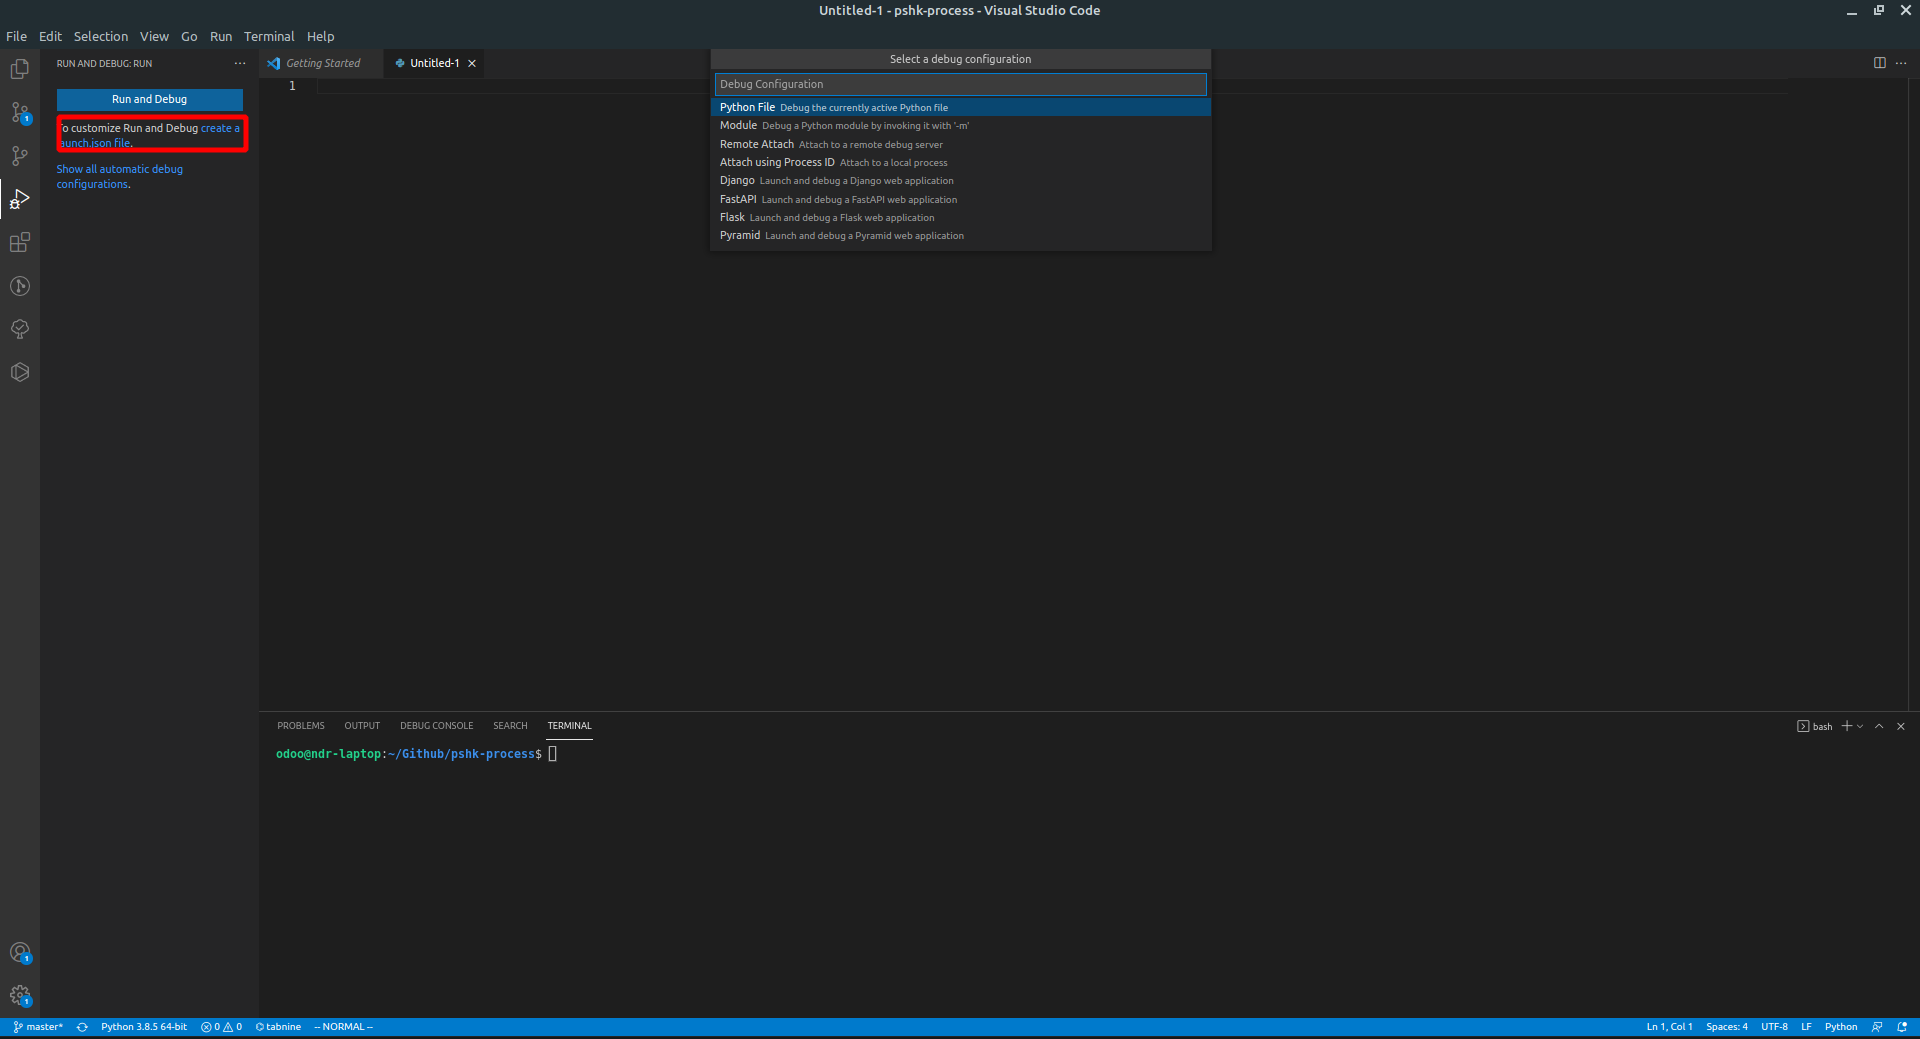 Untitled-1 - pshk-process - Visual Studio Code
File Edit Selection View Go Run Terminal Help
RUN AND DEBUG: RUN
Run and Debug
To customize Run and Debug create a
launch.json file.
Show all automatic debug
configurations.
Getting Started
Untitled-1
1
Select a debug configuration
Debug Configuration
Python File Debug the currently active Python file
Module Debug a Python module by invoking it with '-m'
Remote Attach Attach to a remote debug server
Attach using Process ID Attach to a local process
Django Launch and debug a Django web application
FastAPI Launch and debug a FastAPI web application
Flask Launch and debug a Flask web application
Pyramid Launch and debug a Pyramid web application
1
PROBLEMS OUTPUT DEBUG CONSOLE SEARCH TERMINAL
bash
odoo@ndr-laptop:~/Github/pshk-process$
1
1
master* Python 3.8.5 64-bit 0 0 tabnine -- NORMAL --
Ln 1, Col 1 Spaces: 4 UTF-8 LF Python